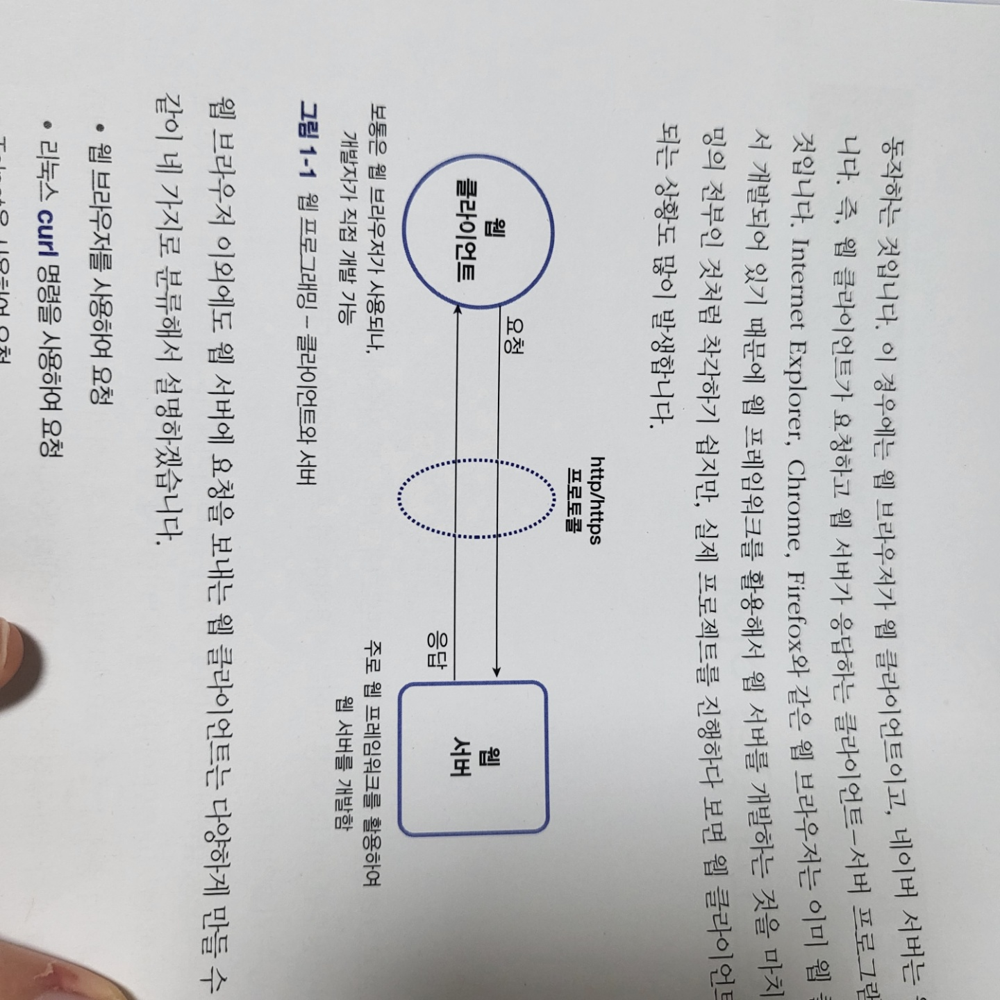 동작하는 것입니다. 이 경우에는 웹 브라우저가 웹 클라이언트이고, 네이버 서버는
니다. 즉, 웹 클라이언트가 요청하고 웹 서버가 응답하는 클라이언트-서버 프로그램
것입니다. Internet Explorer, Chrome, Firefox와 같은 웹 브라우저는 이미 웹
서 개발되어 있기 때문에 웹 프레임워크를 활용해서 웹 서버를 개발하는 것을 마치
밍의 전부인 것처럼 착각하기 쉽지만, 실제 프로젝트를 진행하다 보면 웹 클라이언트
되는 상황도 많이 발생합니다.
http/https
프로토콜
요청
웹
클라이언트
웹
서버
응답
보통은 웹 브라우저가 사용되나,
개발자가 직접 개발 가능
주로 웹 프레임워크를 활용하여
웹 서버를 개발함
그림 1-1 웹 프로그래밍 - 클라이언트와 서버
웹 브라우저 이외에도 웹 서버에 요청을 보내는 웹 클라이언트는 다양하게 만들 수
같이 네 가지로 분류해서 설명하겠습니다.
• 웹 브라우저를 사용하여 요청
• 리눅스 curl 명령을 사용하여 요청
사용하여 요청